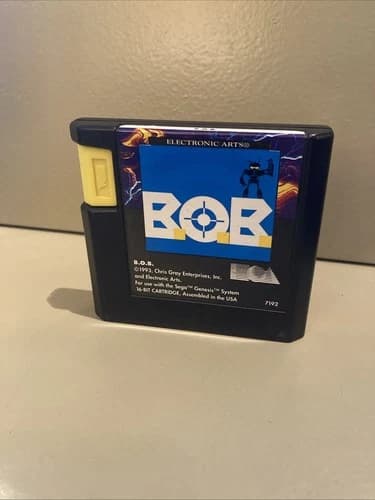 ELECTRONIC ARTS®
B.O.B.
B.O.B.
©1993, Chris Gray Enterprises, Inc.
and Electronic Arts.
For use with the Sega™ Genesis™ System
16-BIT CARTRIDGE, Assembled in the USA
EOA
7192